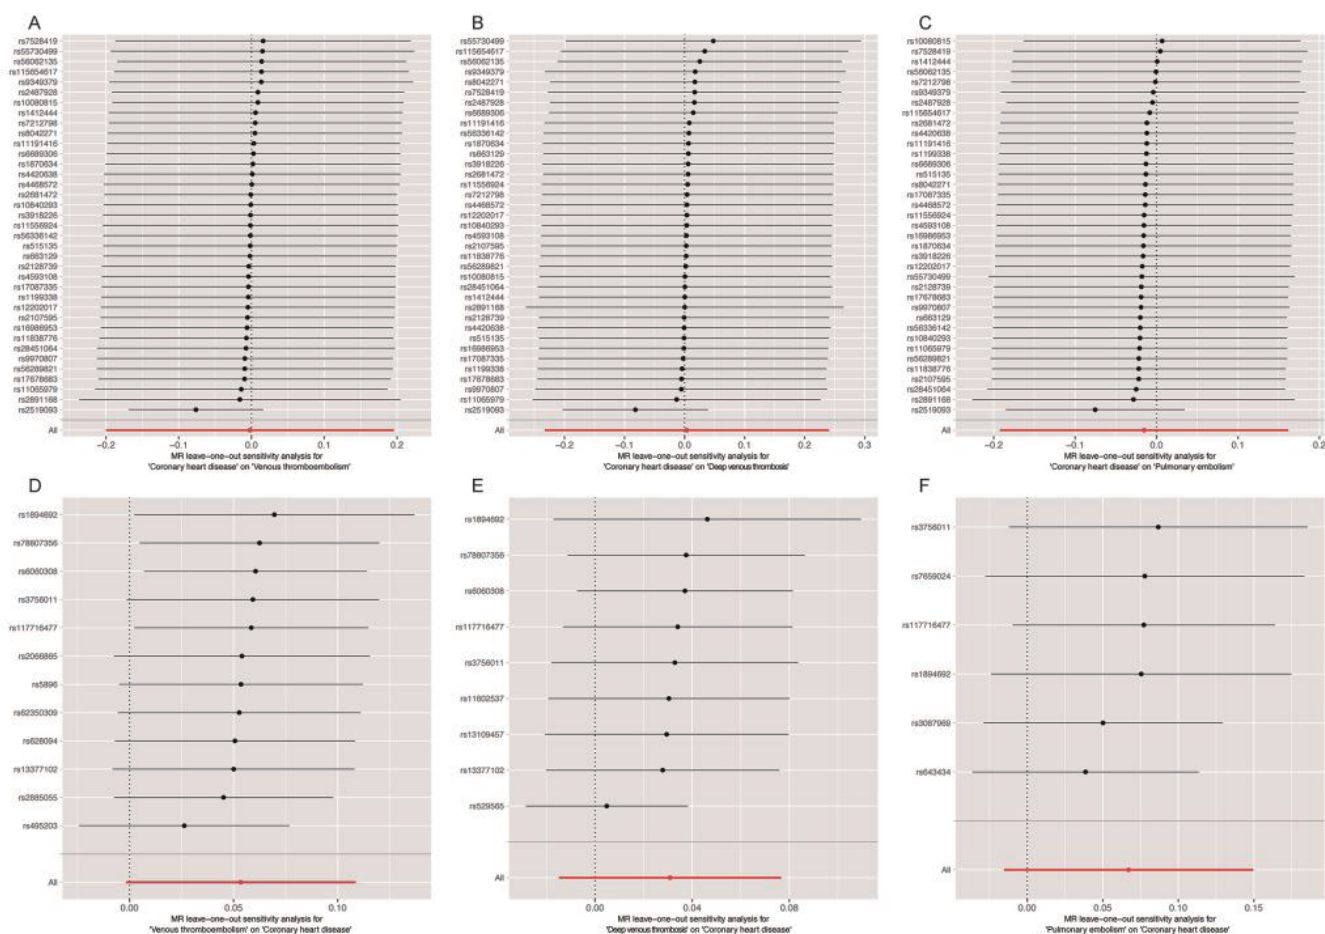 A
rs7528419
rs55730499
rs56062135
rs115654617
rs9349379
rs2487928
rs10080815
rs1412444
rs7212798
rs8042271
rs11191416
rs6689306
rs1870634
rs4420638
rs4468572
rs2681472
rs10840293
rs3918226
rs11556924
rs56336142
rs515135
rs663129
rs2128739
rs4593108
rs17087335
rs1199338
rs12202017
rs2107595
rs16986953
rs11838776
rs28451064
rs9970807
rs56289821
rs17678683
rs11065979
rs2891168
rs2519093
All
−0.2 −0.1 0.0 0.1 0.2
MR leave−one−out sensitivity analysis for
'Coronary heart disease' on 'Venous thromboembolism'
B
rs55730499
rs115654617
rs56062135
rs9349379
rs8042271
rs7528419
rs2487928
rs6689306
rs11191416
rs56336142
rs1870634
rs663129
rs3918226
rs2681472
rs11556924
rs7212798
rs4468572
rs12202017
rs10840293
rs4593108
rs2107595
rs11838776
rs56289821
rs10080815
rs28451064
rs1412444
rs2891168
rs2128739
rs4420638
rs515135
rs16986953
rs17087335
rs1199338
rs17678683
rs9970807
rs11065979
rs2519093
All
−0.2 −0.1 0.0 0.1 0.2 0.3
MR leave−one−out sensitivity analysis for
'Coronary heart disease' on 'Deep venous thrombosis'
C
rs10080815
rs7528419
rs1412444
rs56062135
rs7212798
rs9349379
rs2487928
rs115654617
rs2681472
rs4420638
rs11191416
rs1199338
rs6689306
rs515135
rs8042271
rs17087335
rs4468572
rs11556924
rs4593108
rs16986953
rs1870634
rs3918226
rs12202017
rs55730499
rs2128739
rs17678683
rs9970807
rs663129
rs56336142
rs10840293
rs11065979
rs56289821
rs11838776
rs2107595
rs28451064
rs2891168
rs2519093
All
−0.1 0.0 0.1 0.2
MR leave−one−out sensitivity analysis for
'Coronary heart disease' on 'Pulmonary embolism'
D
rs1894692
rs78807356
rs6060308
rs3756011
rs117716477
rs2066865
rs5896
rs62350309
rs628094
rs13377102
rs2885055
rs495203
All
0.00 0.05 0.10
MR leave−one−out sensitivity analysis for
'Venous thromboembolism' on 'Coronary heart disease'
E
rs1894692
rs78807356
rs6060308
rs117716477
rs3756011
rs11602537
rs13109457
rs13377102
rs529565
All
0.00 0.04 0.08
MR leave−one−out sensitivity analysis for
'Deep venous thrombosis' on 'Coronary heart disease'
F
rs3756011
rs7659024
rs117716477
rs1894692
rs3087969
rs643434
All
0.00 0.05 0.10 0.15
MR leave−one−out sensitivity analysis for
'Pulmonary embolism' on 'Coronary heart disease'